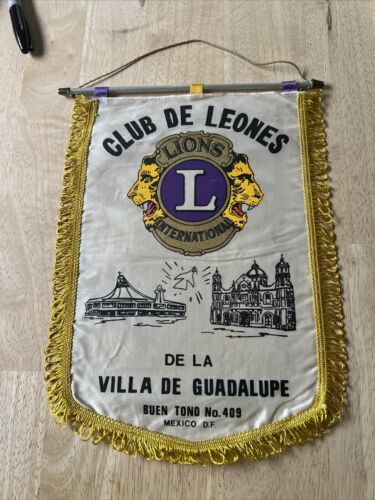 CLUB DE LEONES
LIONS
L
INTERNATIONAL
DE LA
VILLA DE GUADALUPE
BUEN TONO No. 409
MEXICO D.F.